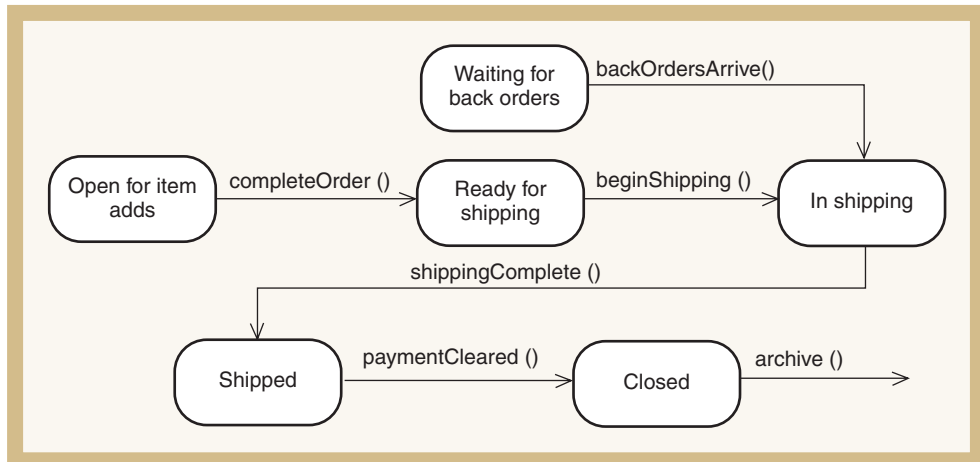 Waiting for
back orders
backOrdersArrive()
Open for item
adds
completeOrder ()
Ready for
shipping
beginShipping ()
In shipping
shippingComplete ()
Shipped
paymentCleared ()
Closed
archive ()